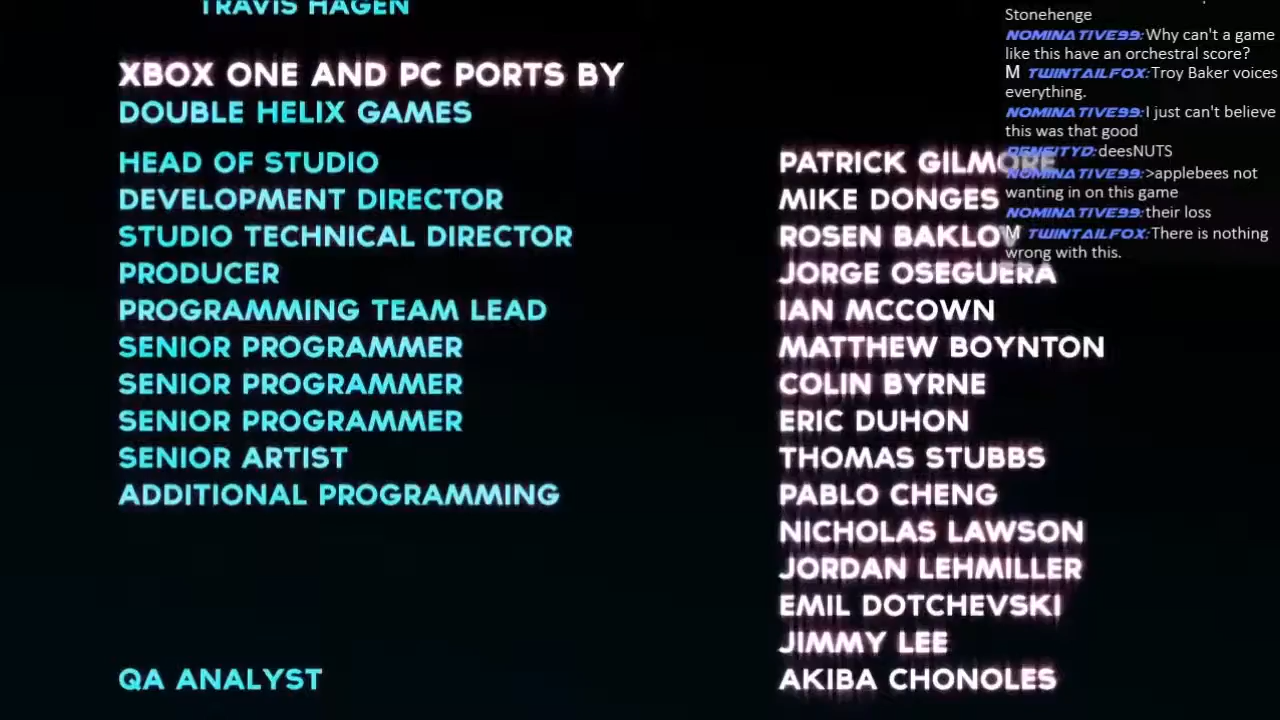 TRAVIS HAGEN
XBOX ONE AND PC PORTS BY
DOUBLE HELIX GAMES
HEAD OF STUDIO PATRICK GILMORE
DEVELOPMENT DIRECTOR MIKE DONGES
STUDIO TECHNICAL DIRECTOR ROSEN BAKLOV
PRODUCER JORGE OSEGUERA
PROGRAMMING TEAM LEAD IAN MCCOWN
SENIOR PROGRAMMER MATTHEW BOYNTON
SENIOR PROGRAMMER COLIN BYRNE
SENIOR PROGRAMMER ERIC DUHON
SENIOR ARTIST THOMAS STUBBS
ADDITIONAL PROGRAMMING PABLO CHENG
NICHOLAS LAWSON
JORDAN LEHMILLER
EMIL DOTCHEVSKI
JIMMY LEE
QA ANALYST AKIBA CHONOLES
Stonehenge
NOMINATIVE99:Why can't a game
like this have an orchestral score?
M TWINTAILFOX:Troy Baker voices
everything.
NOMINATIVE99:I just can't believe
this was that good
DENSITYD:deesNUTS
NOMINATIVE99:>applebees not
wanting in on this game
NOMINATIVE99:their loss
M TWINTAILFOX:There is nothing
wrong with this.